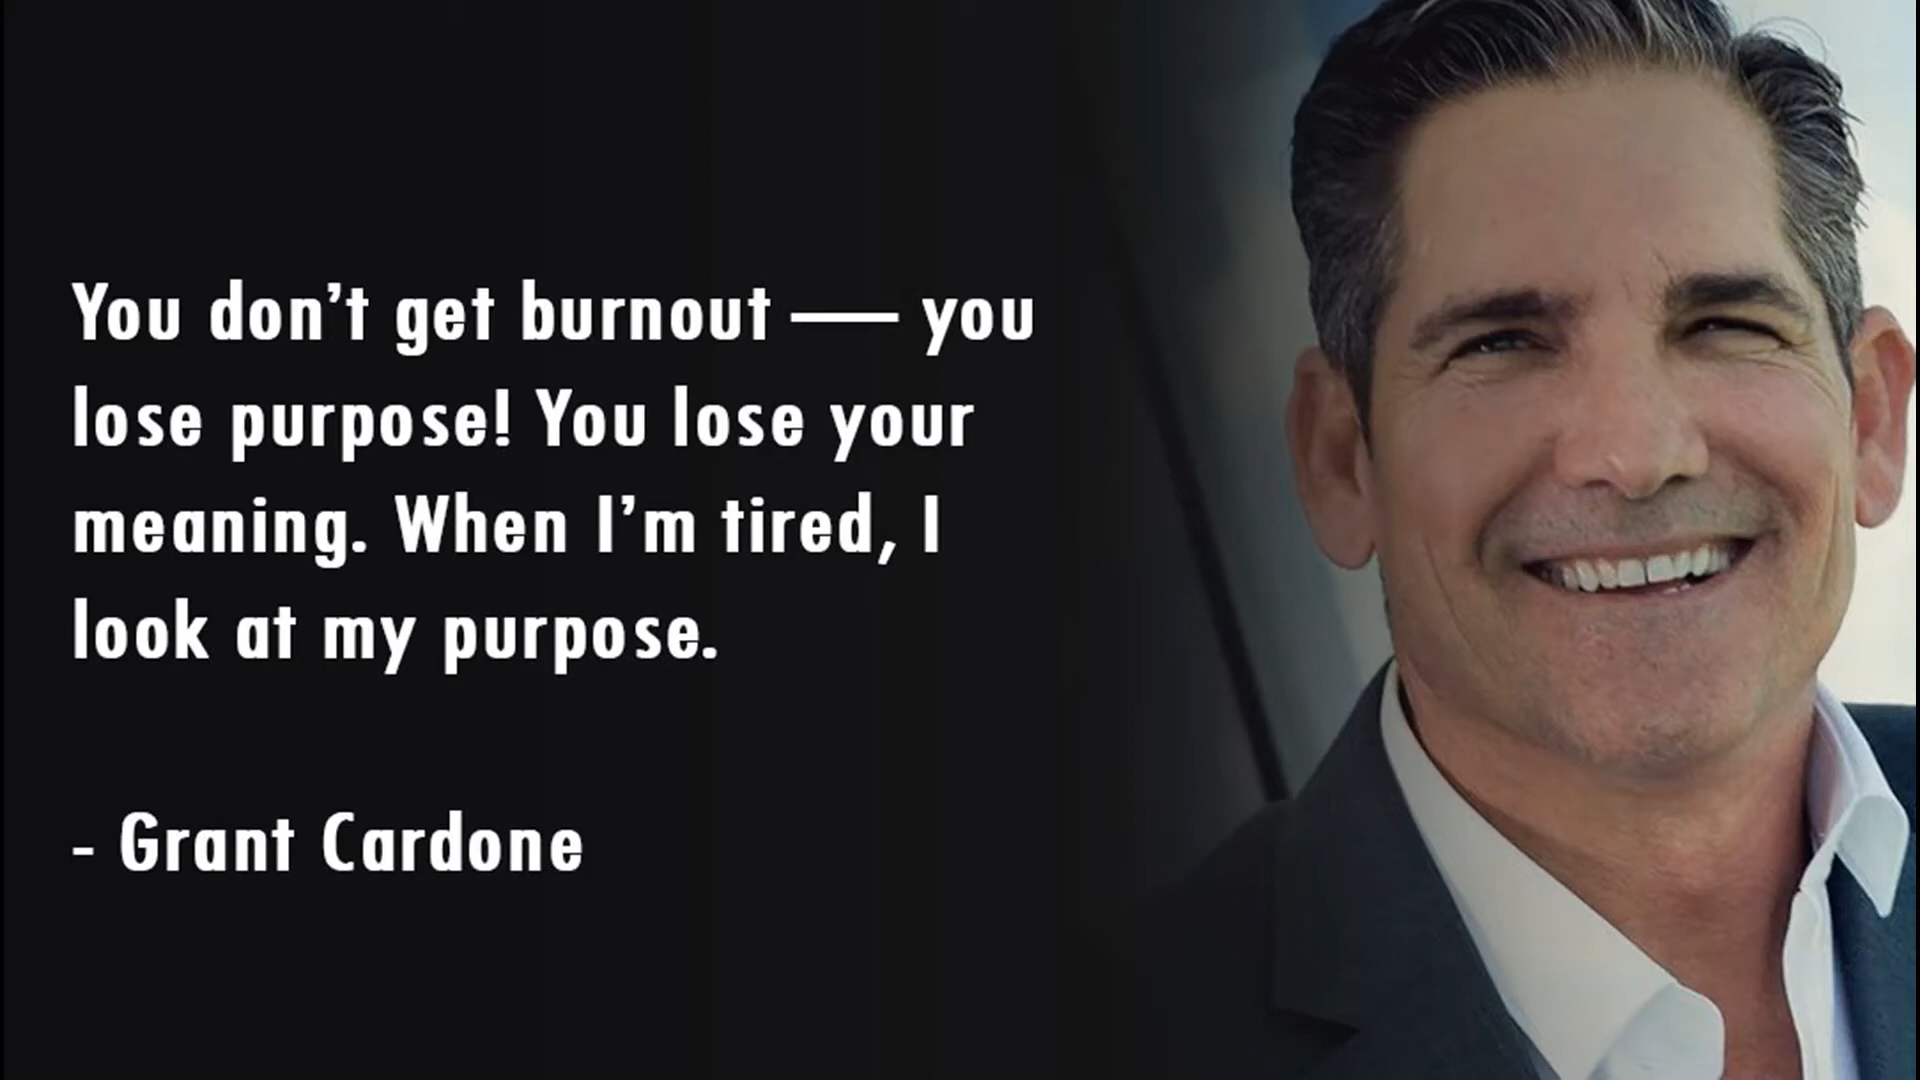 You don’t get burnout — you
lose purpose! You lose your
meaning. When I’m tired, I
look at my purpose.
- Grant Cardone